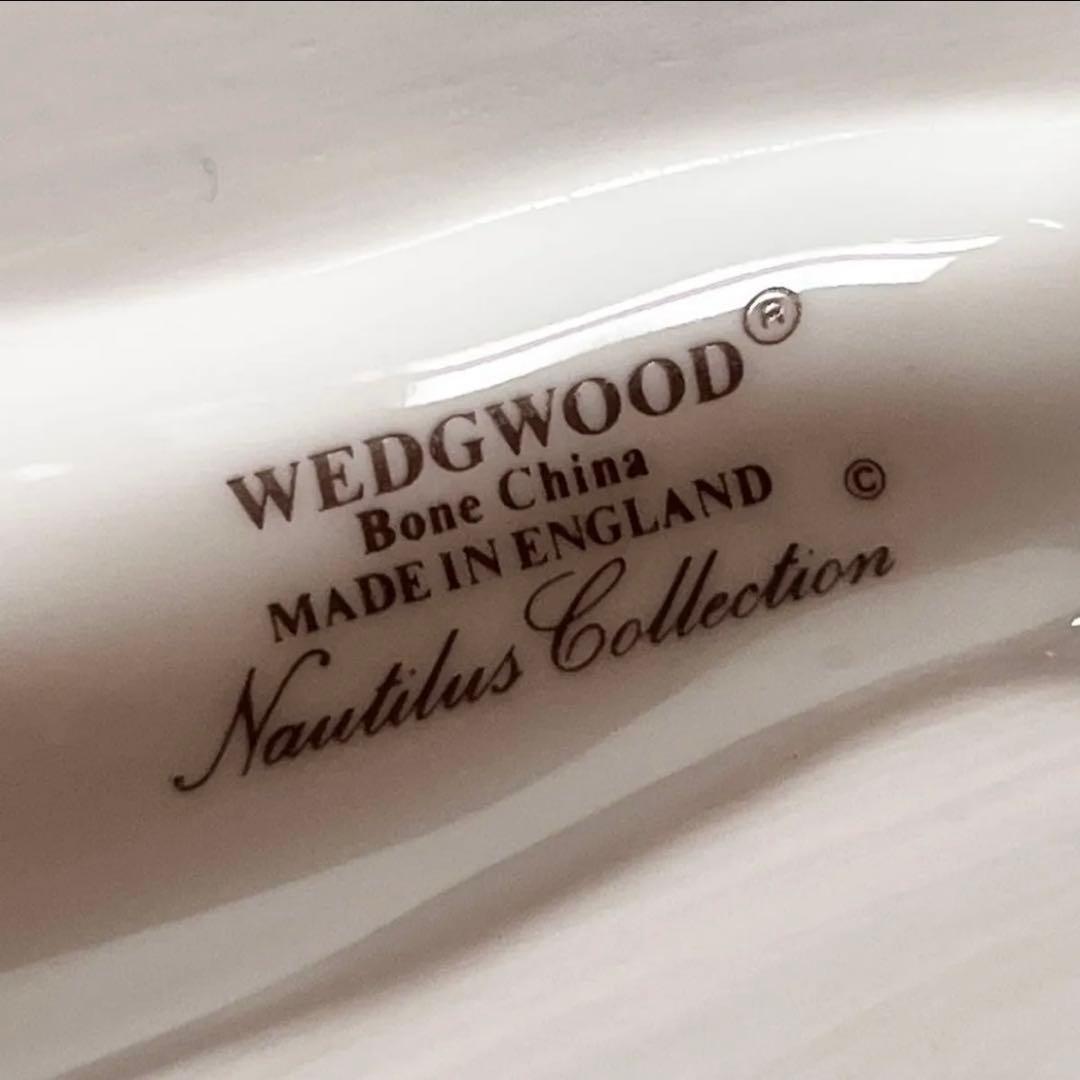 WEDGWOOD®
Bone China
MADE IN ENGLAND ©
Nautilus Collection